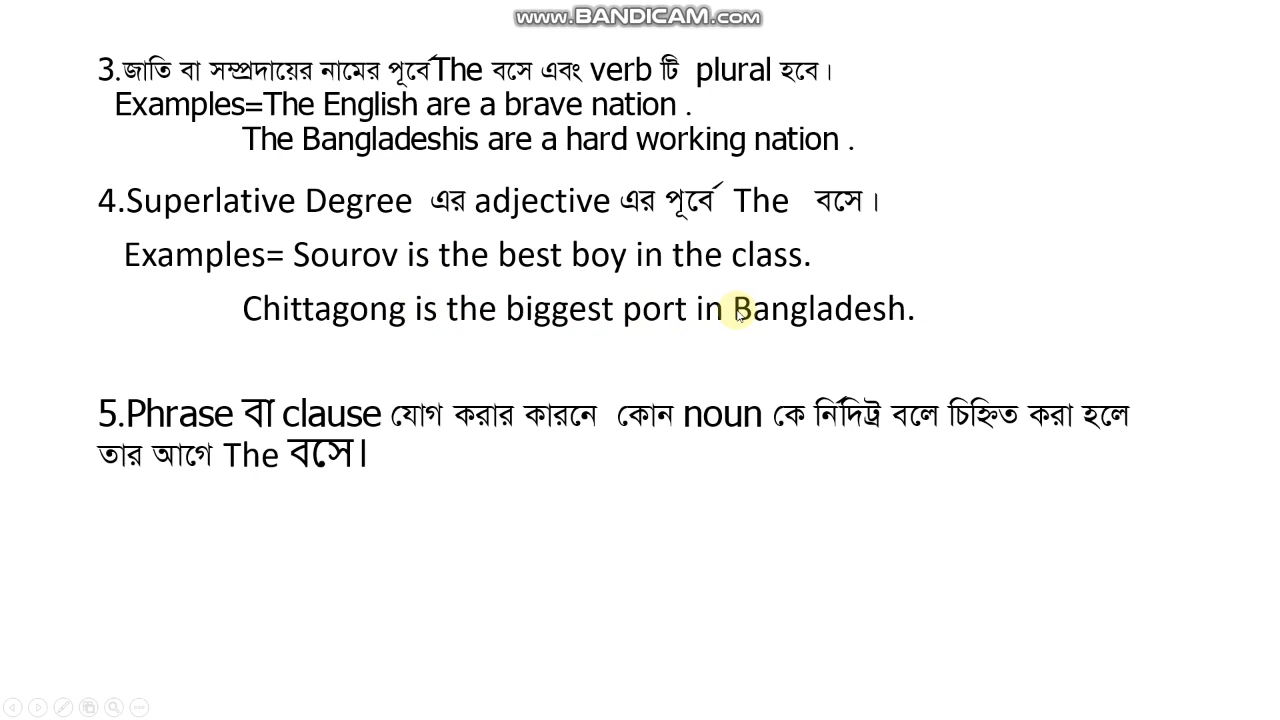 www.BANDICAM.com
3.জাতি বা সম্প্রদায়ের নামের পূর্বেThe বসে এবং verb টি plural হবে।
Examples=The English are a brave nation .
The Bangladeshis are a hard working nation .
4.Superlative Degree এর adjective এর পূর্বে The বসে।
Examples= Sourov is the best boy in the class.
Chittagong is the biggest port in Bangladesh.
5.Phrase বা clause যোগ করার কারনে কোন noun কে নির্দিট্র বলে চিহ্নিত করা হলে
তার আগে The বসে।